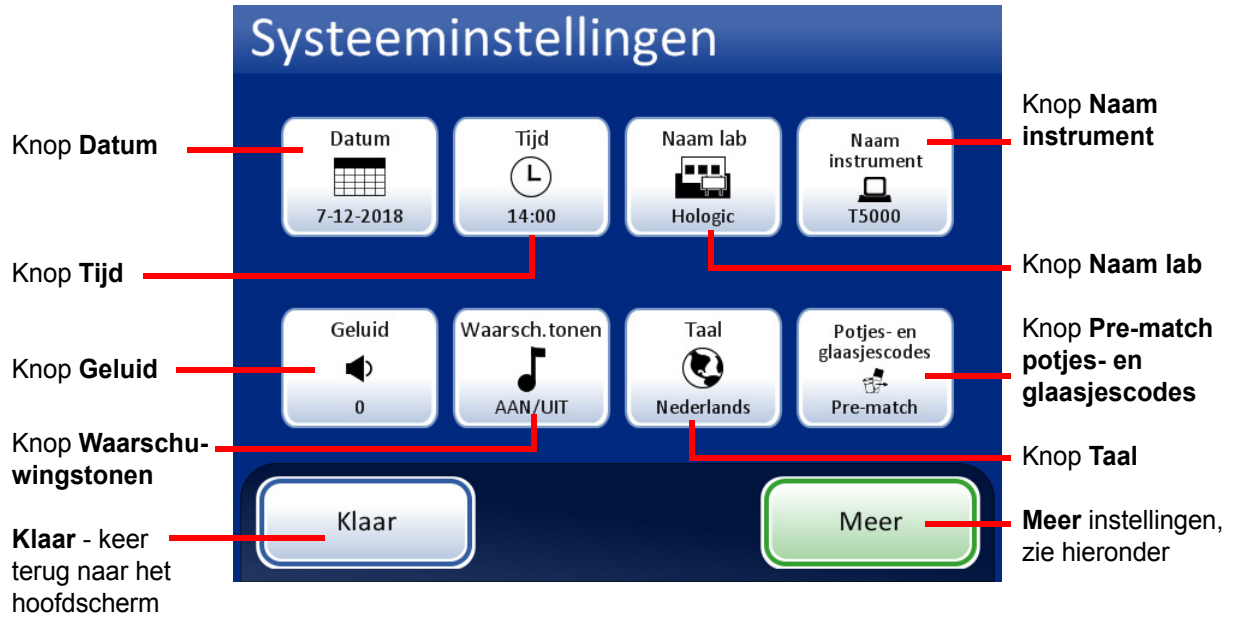 Systeeminstellingen
Knop Datum
Knop Tijd
Knop Geluid
Knop Waarschu-
wingstonen
Klaar - keer
terug naar het
hoofdscherm
Datum
7-12-2018
Tijd
14:00
Naam lab
Hologic
Naam
instrument
T5000
Geluid
0
Waarsch.tonen
AAN/UIT
Taal
Nederlands
Potjes- en
glaasjescodes
Pre-match
Klaar
Meer
Knop Naam
instrument
Knop Naam lab
Knop Pre-match
potjes- en
glaasjescodes
Knop Taal
Meer instellingen,
zie hieronder